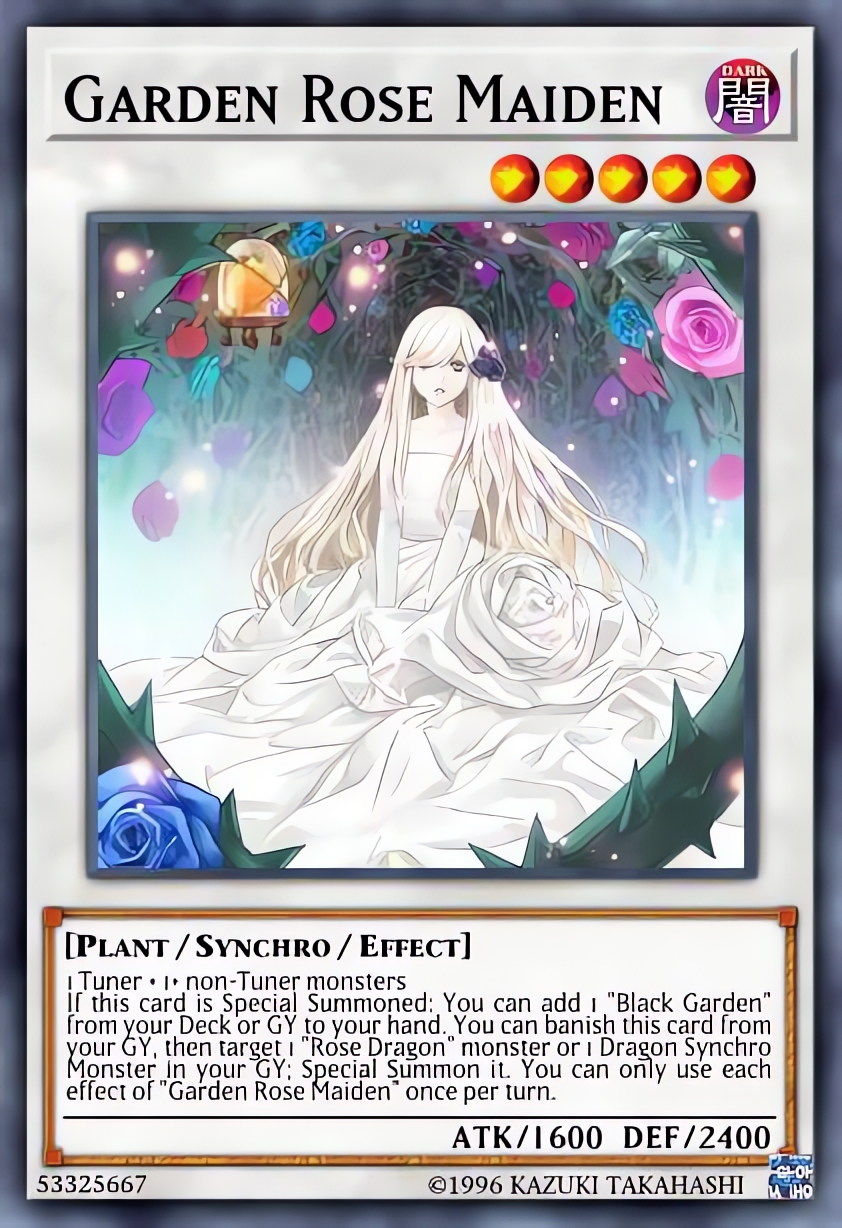 GARDEN ROSE MAIDEN
DARK
闇
[PLANT / SYNCHRO / EFFECT]
1 Tuner + 1+ non-Tuner monsters
If this card is Special Summoned: You can add 1 "Black Garden"
from your Deck or GY to your hand. You can banish this card from
your GY, then target 1 "Rose Dragon" monster or 1 Dragon Synchro
Monster in your GY; Special Summon it. You can only use each
effect of "Garden Rose Maiden" once per turn.
ATK/1600 DEF/2400
53325667
©1996 KAZUKI TAKAHASHI